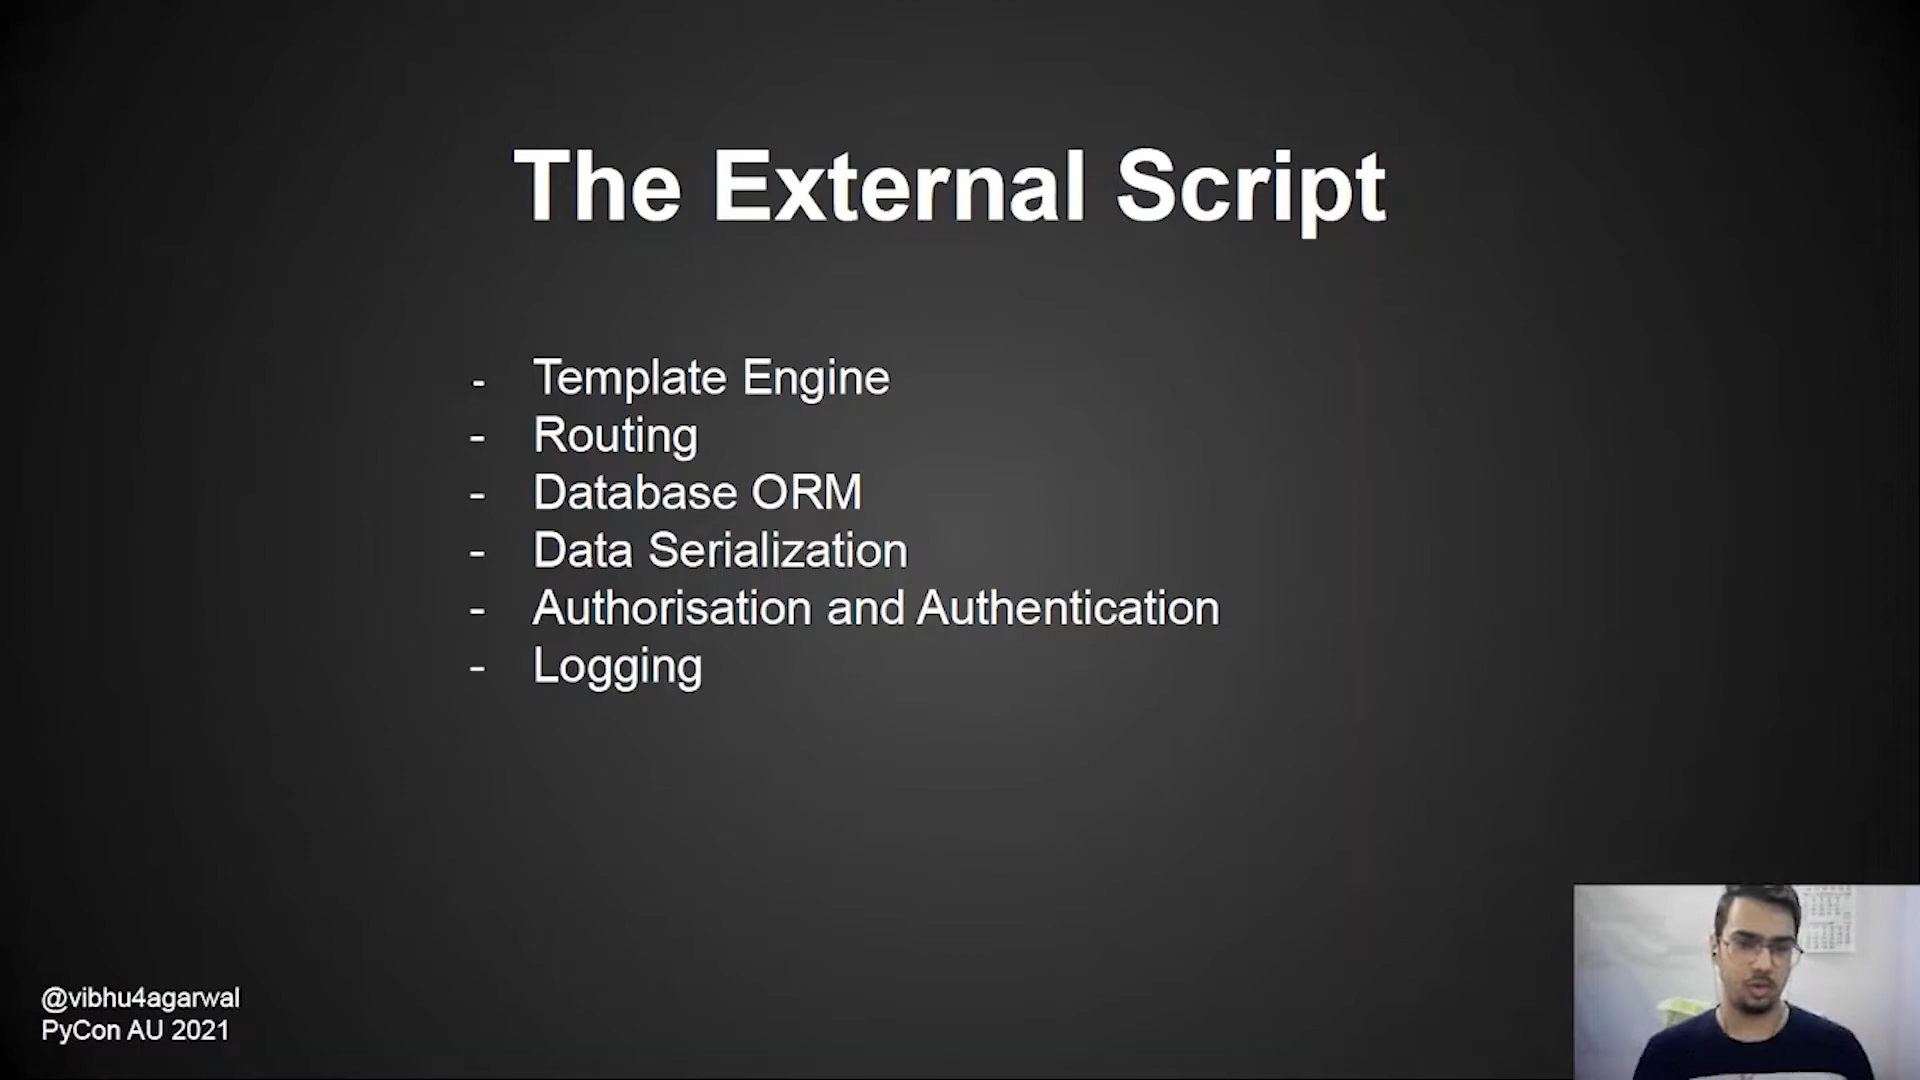 The External Script
- Template Engine
- Routing
- Database ORM
- Data Serialization
- Authorisation and Authentication
- Logging
@vibhu4agarwal
PyCon AU 2021